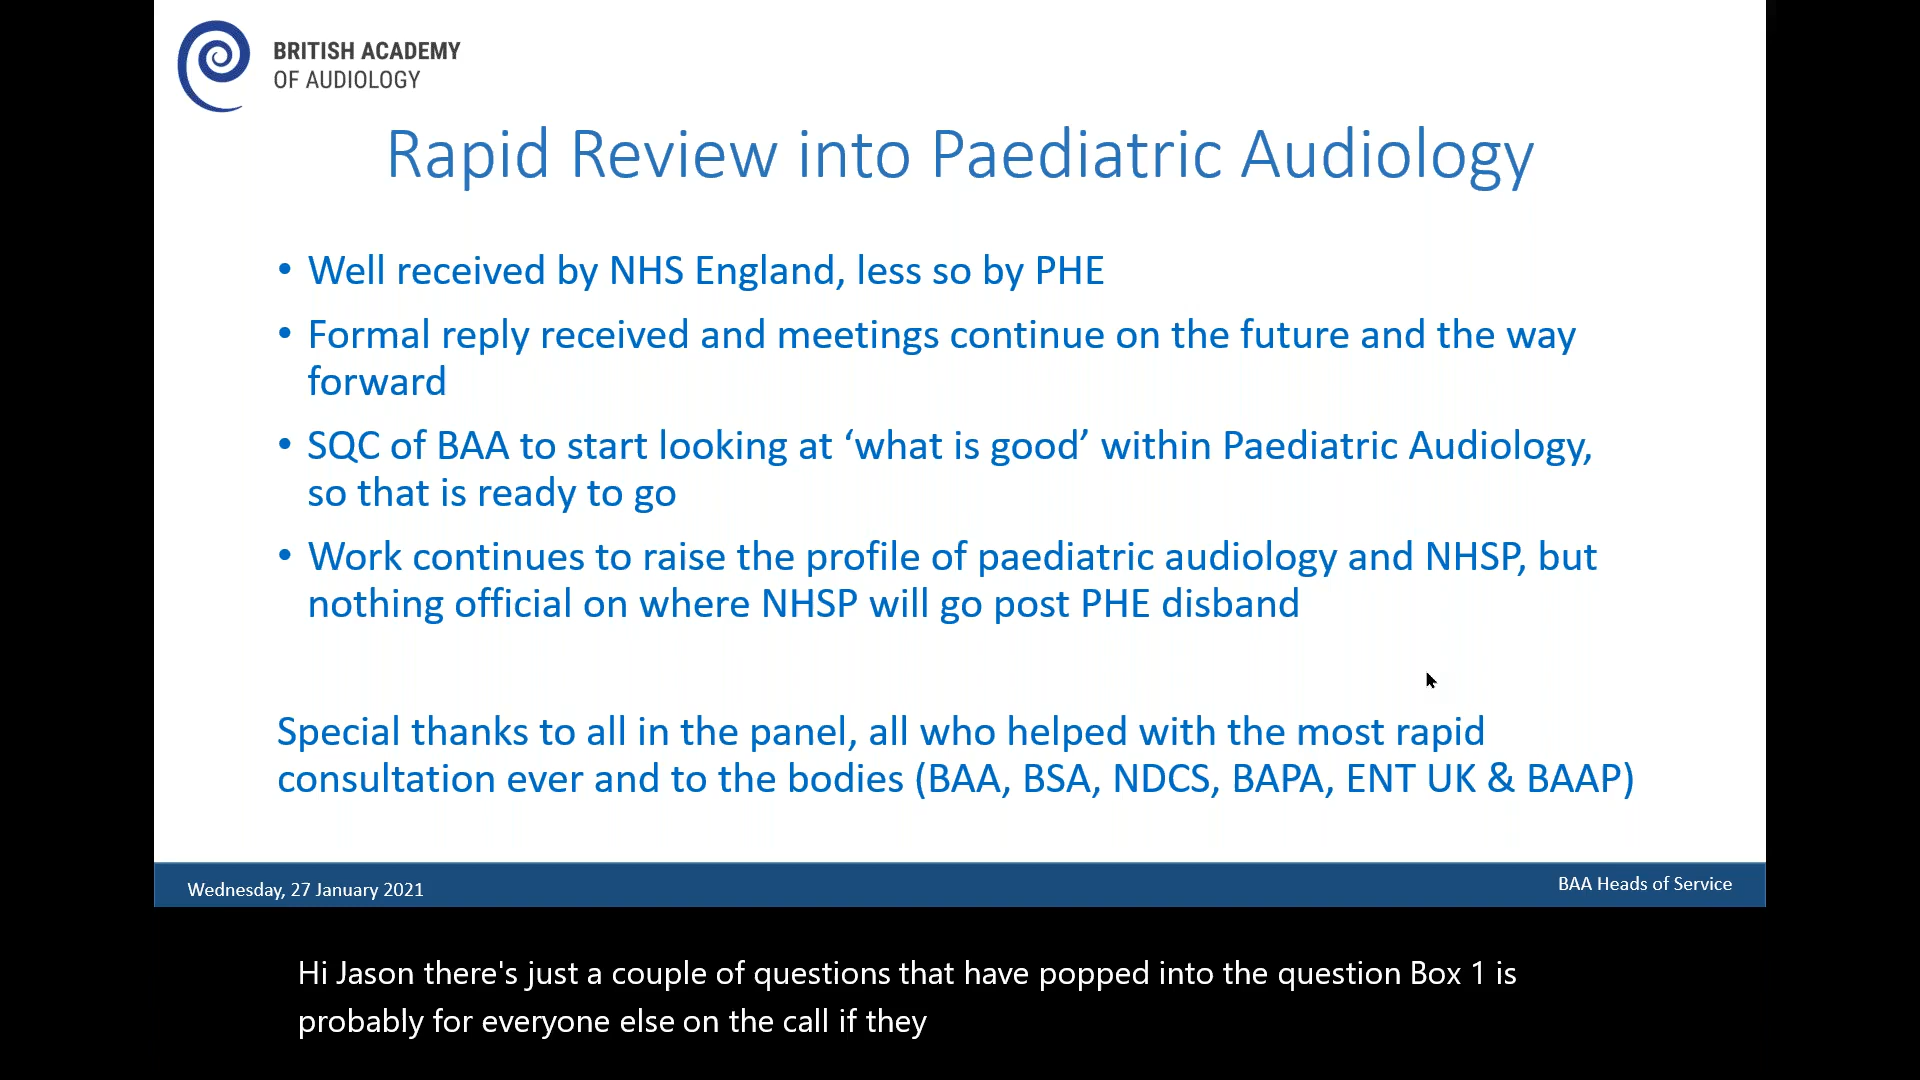 BRITISH ACADEMY
OF AUDIOLOGY
Rapid Review into Paediatric Audiology
• Well received by NHS England, less so by PHE
• Formal reply received and meetings continue on the future and the way
forward
• SQC of BAA to start looking at ‘what is good’ within Paediatric Audiology,
so that is ready to go
• Work continues to raise the profile of paediatric audiology and NHSP, but
nothing official on where NHSP will go post PHE disband
Special thanks to all in the panel, all who helped with the most rapid
consultation ever and to the bodies (BAA, BSA, NDCS, BAPA, ENT UK & BAAP)
Wednesday, 27 January 2021
BAA Heads of Service
Hi Jason there's just a couple of questions that have popped into the question Box 1 is
probably for everyone else on the call if they